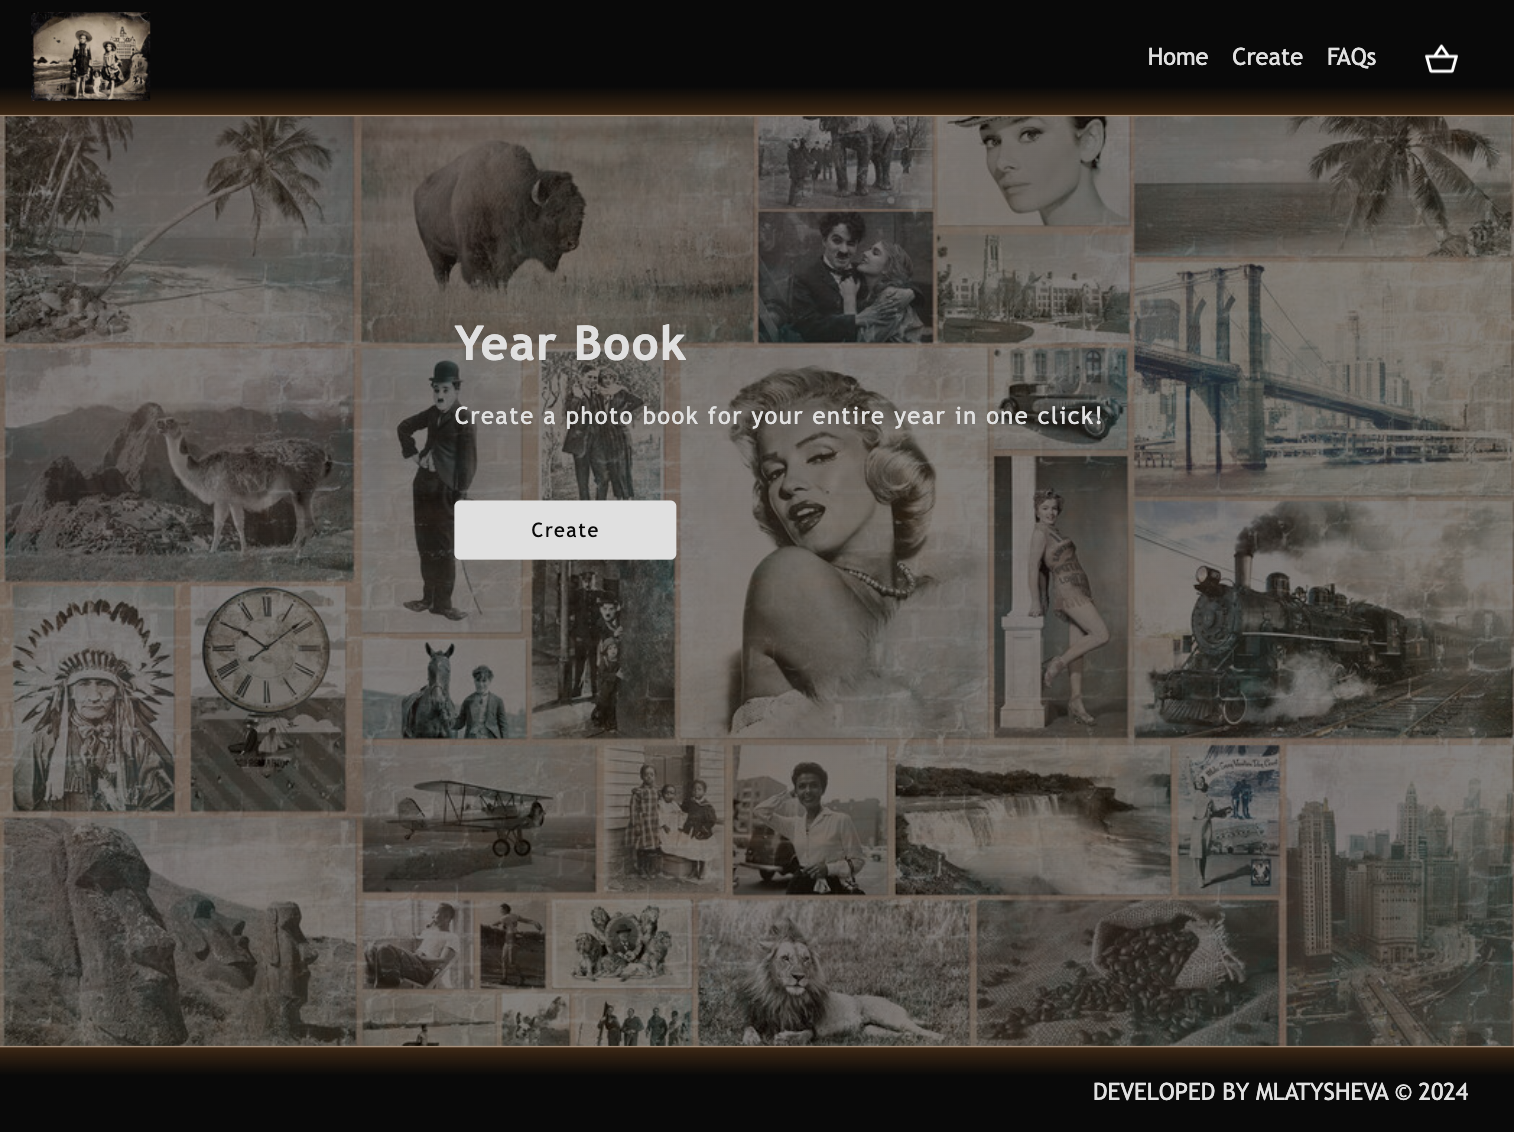 Home Create FAQs
Year Book
Create a photo book for your entire year in one click!
Create
DEVELOPED BY MLATYSHEVA © 2024